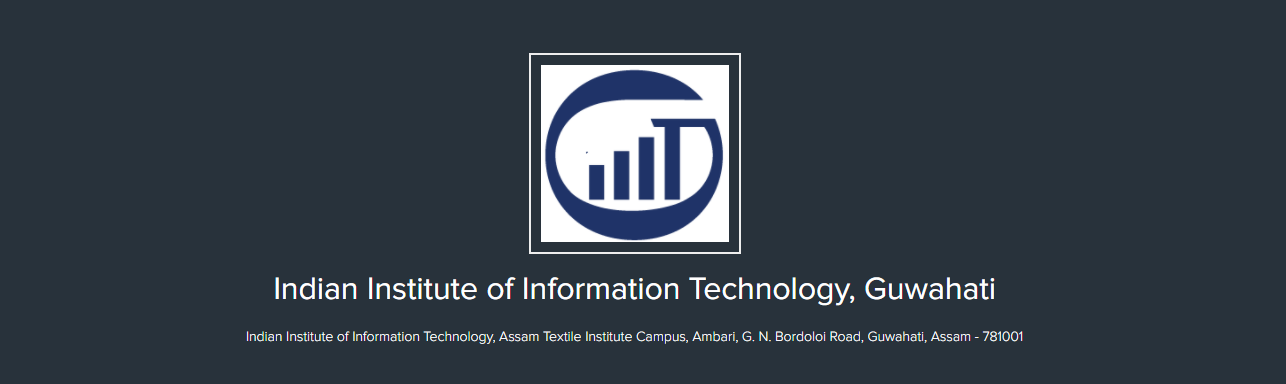 Indian Institute of Information Technology, Guwahati
Indian Institute of Information Technology, Assam Textile Institute Campus, Ambari, G. N. Bordoloi Road, Guwahati, Assam - 781001